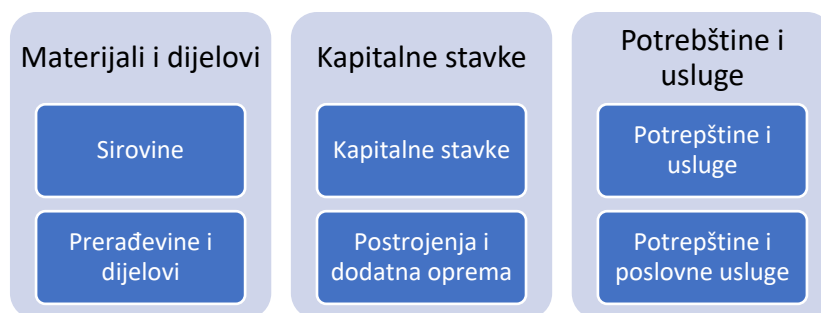 Materijali i dijelovi
Sirovine
Prerađevine i
dijelovi
Kapitalne stavke
Kapitalne stavke
Postrojenja i
dodatna oprema
Potrebštine i
usluge
Potrepštine i
usluge
Potrepštine i
poslovne usluge